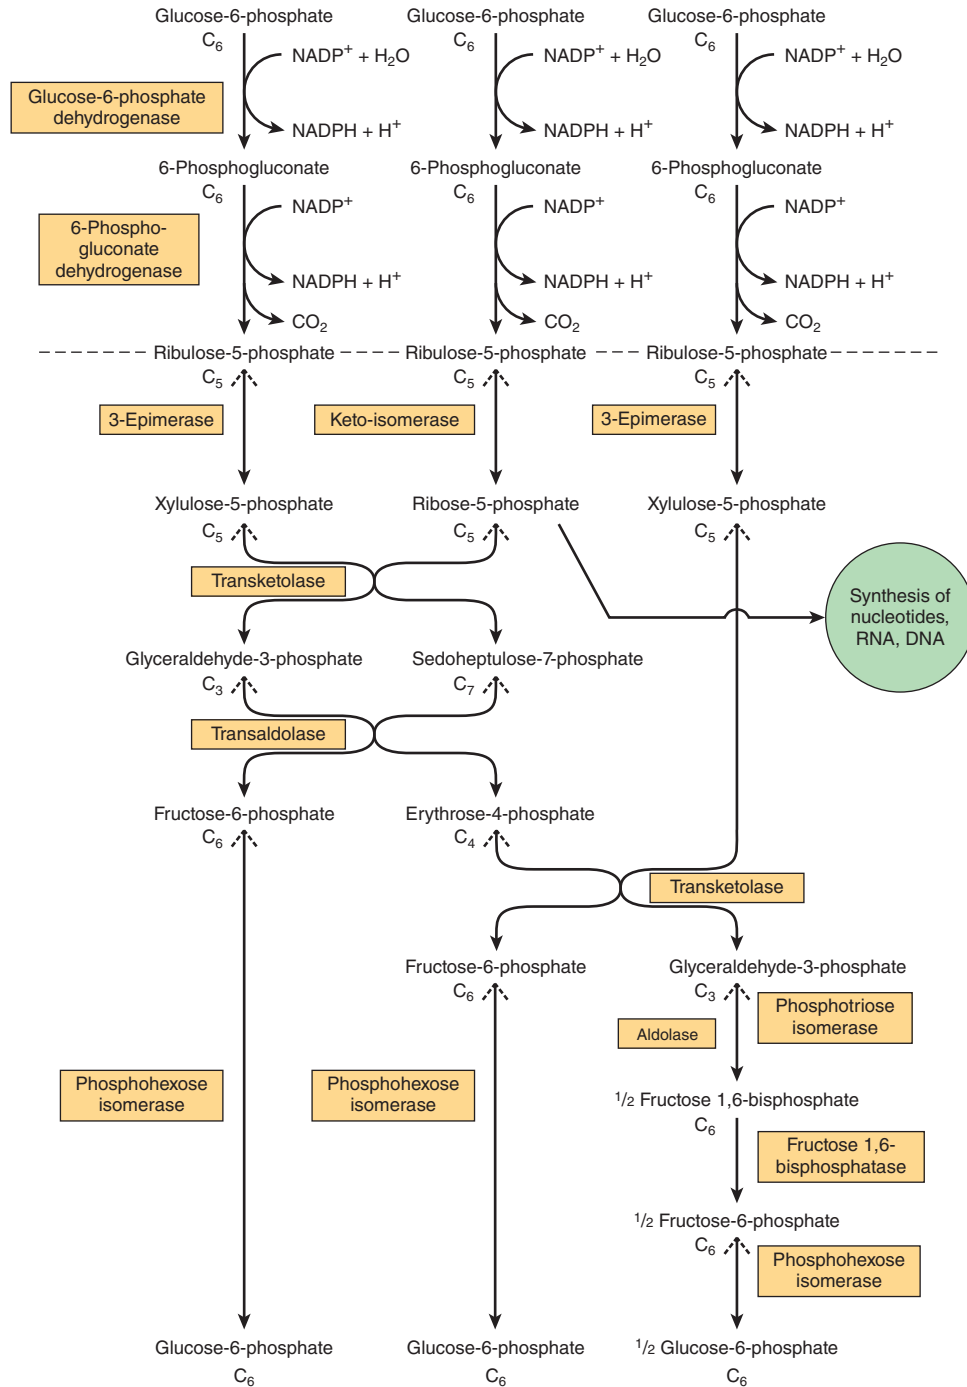 Glucose-6-phosphate Glucose-6-phosphate Glucose-6-phosphate
C6 C6 C6
NADP+ + H2O NADP+ + H2O NADP+ + H2O
Glucose-6-phosphate
dehydrogenase
NADPH + H+ NADPH + H+ NADPH + H+
6-Phosphogluconate 6-Phosphogluconate 6-Phosphogluconate
C6 C6 C6
NADP+ NADP+ NADP+
6-Phospho-
gluconate
dehydrogenase
NADPH + H+ NADPH + H+ NADPH + H+
CO2 CO2 CO2
Ribulose-5-phosphate Ribulose-5-phosphate Ribulose-5-phosphate
C5 C5 C5
3-Epimerase Keto-isomerase 3-Epimerase
Xylulose-5-phosphate Ribose-5-phosphate Xylulose-5-phosphate
C5 C5 C5
Transketolase
Synthesis of
nucleotides,
RNA, DNA
Glyceraldehyde-3-phosphate Sedoheptulose-7-phosphate
C3 C7
Transaldolase
Fructose-6-phosphate Erythrose-4-phosphate
C6 C4
Transketolase
Fructose-6-phosphate Glyceraldehyde-3-phosphate
C6 C3
Aldolase
Phosphotriose
isomerase
Phosphohexose
isomerase
Phosphohexose
isomerase
1/2 Fructose 1,6-bisphosphate
C6
Fructose 1,6-
bisphosphatase
1/2 Fructose-6-phosphate
C6
Phosphohexose
isomerase
Glucose-6-phosphate Glucose-6-phosphate 1/2 Glucose-6-phosphate
C6 C6 C6